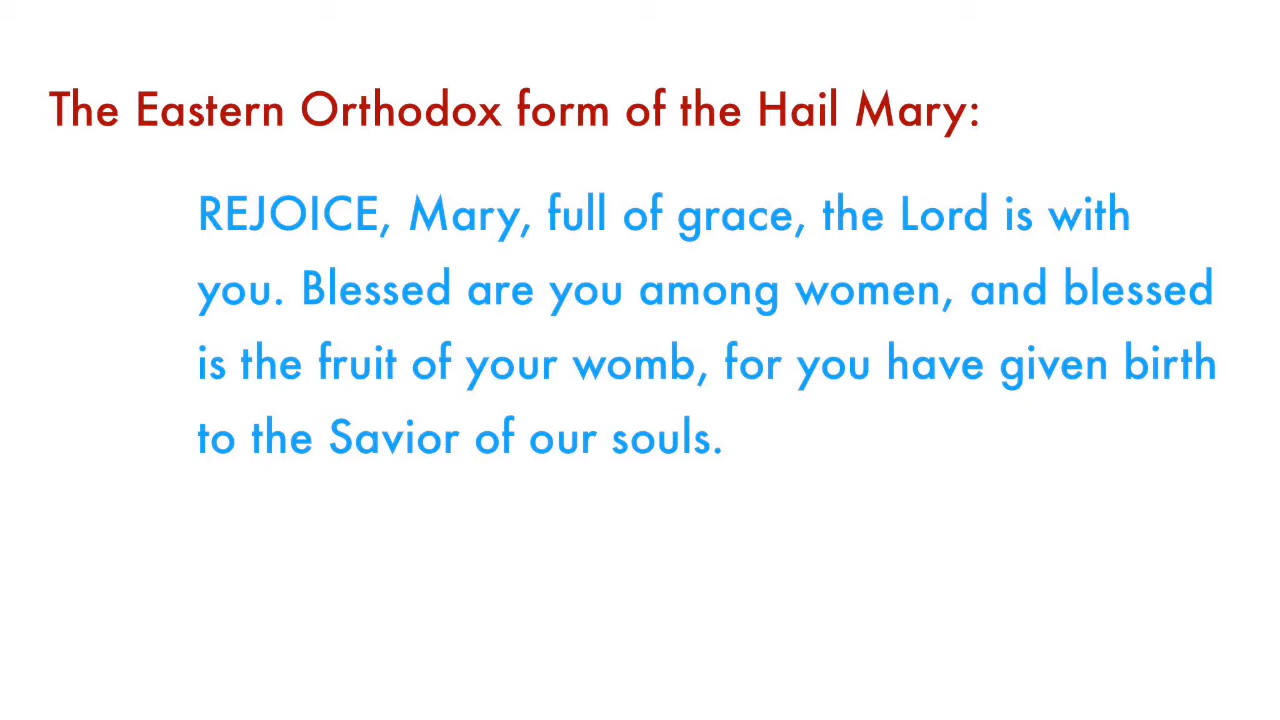 The Eastern Orthodox form of the Hail Mary:
REJOICE, Mary, full of grace, the Lord is with
you. Blessed are you among women, and blessed
is the fruit of your womb, for you have given birth
to the Savior of our souls.